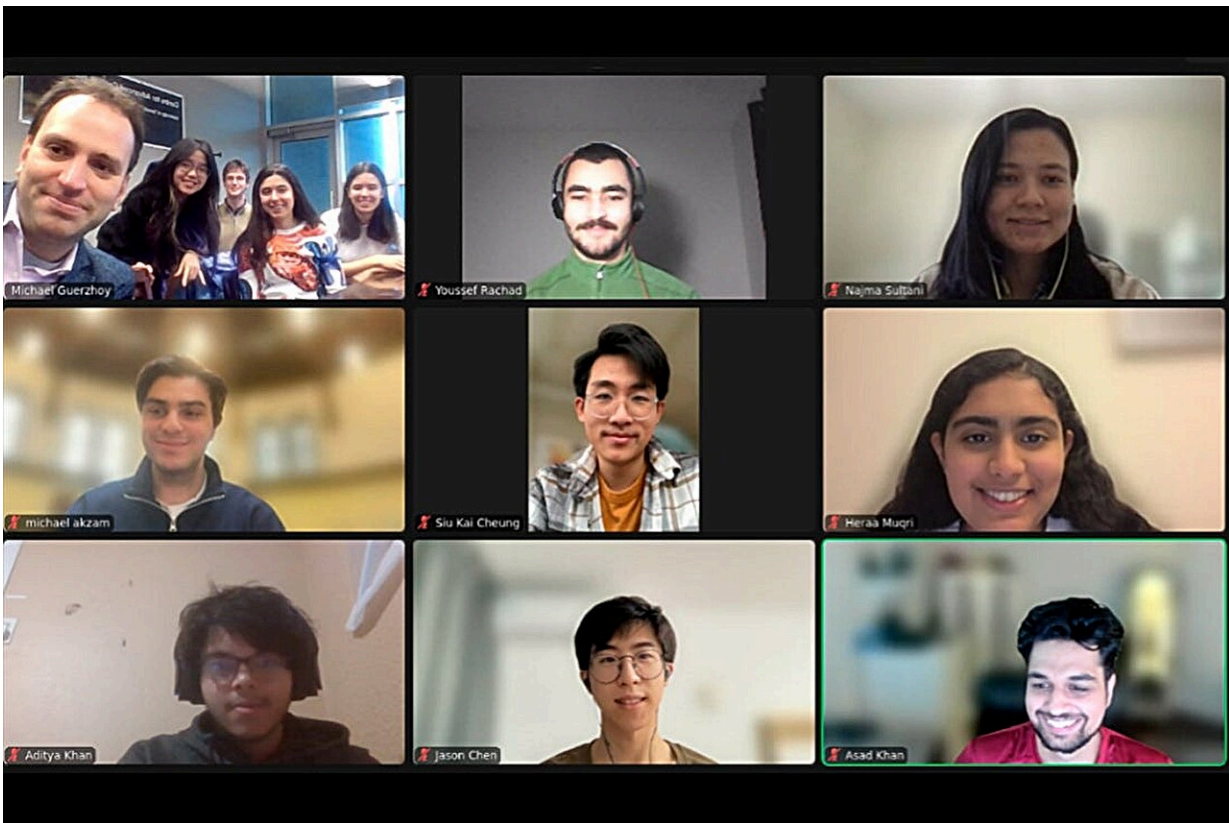 Michael Guerzhoy
Youssef Rachad
Najma Sultani
michael akzam
Siu Kai Cheung
Heraa Muqri
Aditya Khan
Jason Chen
Asad Khan